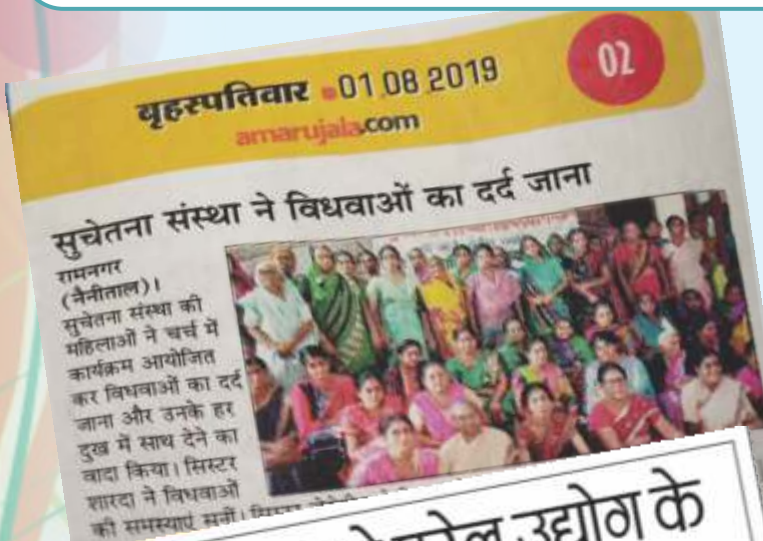 बृहस्पतिवार 01.08.2019
02
amarujala.com
सुचेतना संस्था ने विधवाओं का दर्द जाना
रामनगर
(नैनीताल)।
सुचेतना संस्था की
महिलाओं ने चर्च में
कार्यक्रम आयोजित
कर विधवाओं का दर्द
जाना और उनके हर
दुख में साथ देने का
वादा किया। सिस्टर
शारदा ने विधवाओं
की समस्याएं सुनीं।
उद्योग के